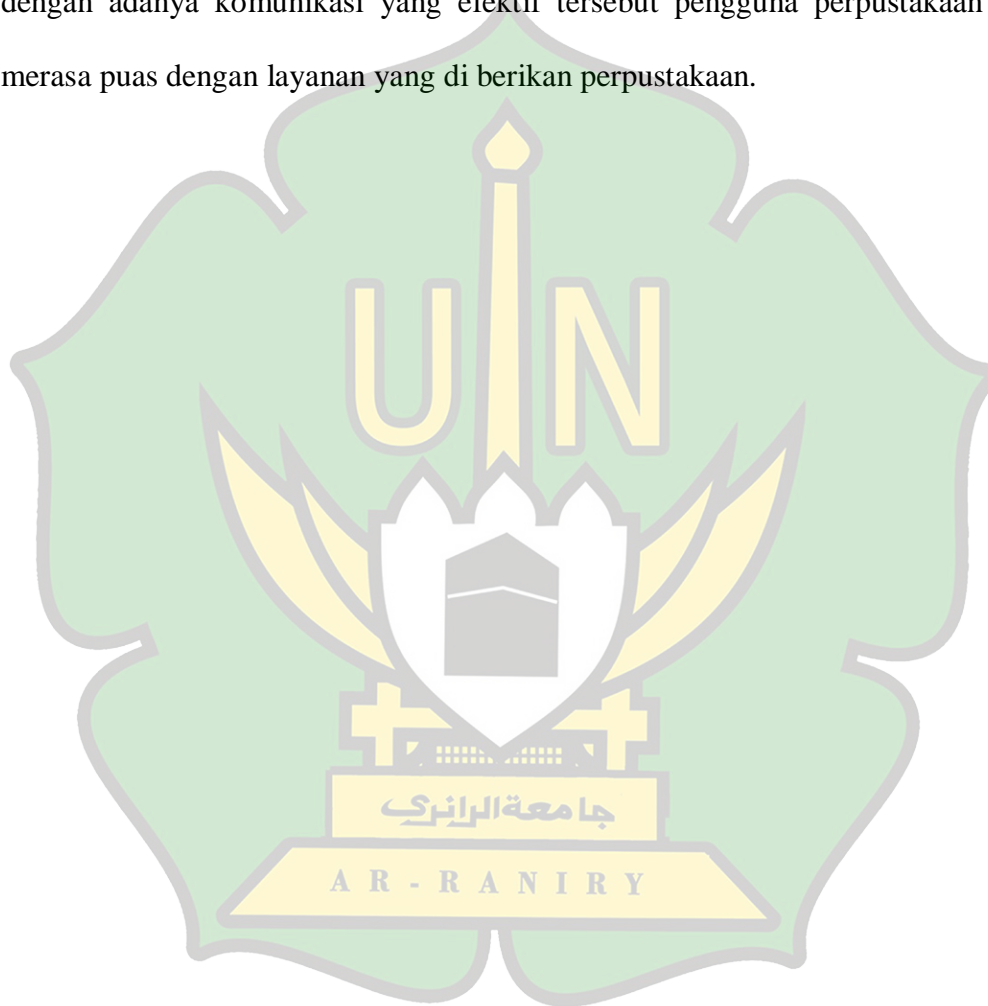 dengan adanya komunikasi yang efektif tersebut pengguna perpustakaan
merasa puas dengan layanan yang di berikan perpustakaan.
UIN
جامعةالرانري
AR-RANIRY